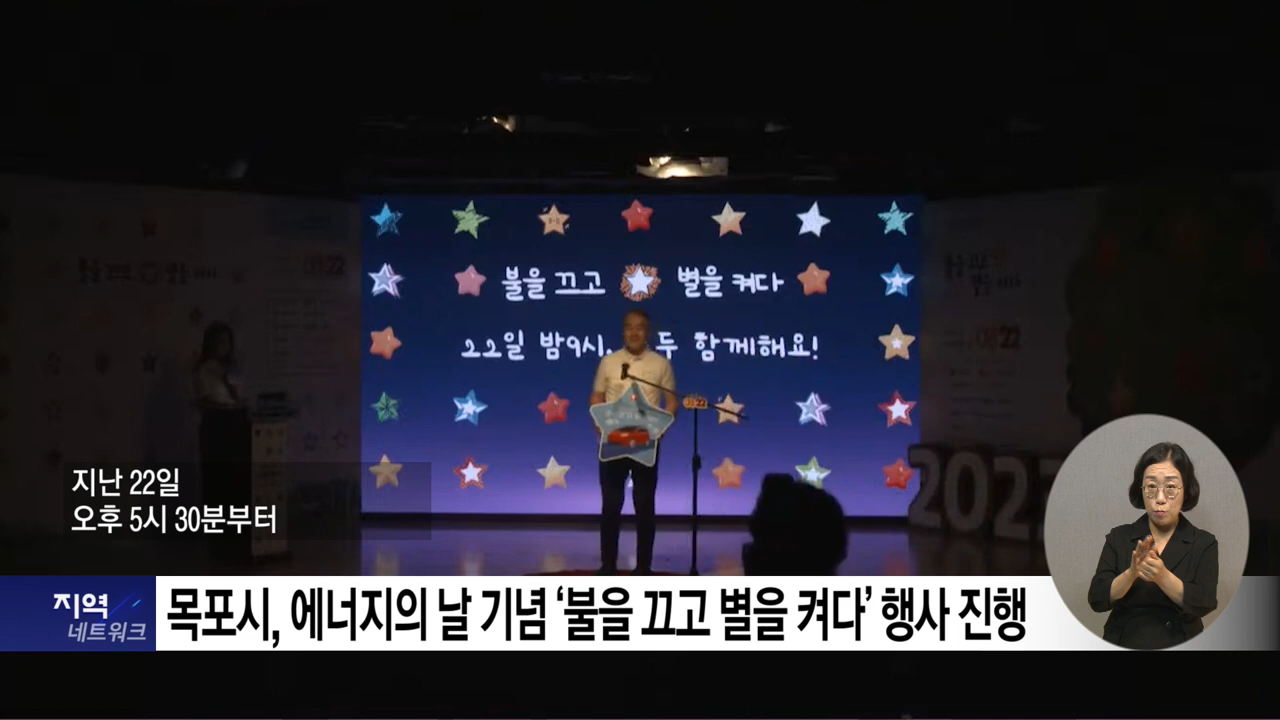 불을 끄고 별을 켜다
22일 밤9시, 두 함께해요!
08.22
2022
지난 22일
오후 5시 30분부터
지역
네트워크
목포시, 에너지의 날 기념 ‘불을 끄고 별을 켜다’ 행사 진행